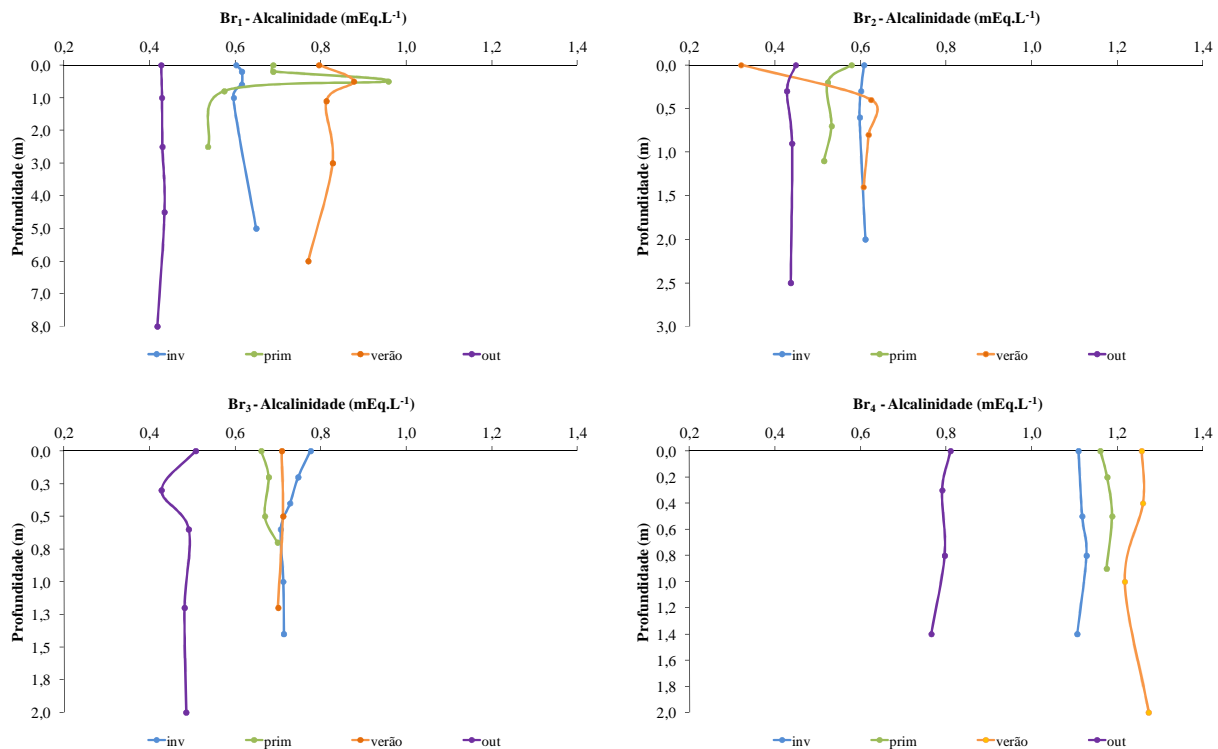 Br₁ - Alcalinidade (mEq.L⁻¹)
0,2 0,4 0,6 0,8 1,0 1,2 1,4
0,0
1,0
2,0
3,0
4,0
5,0
6,0
7,0
8,0
Profundidade (m)
inv prim verão out
Br₂ - Alcalinidade (mEq.L⁻¹)
0,2 0,4 0,6 0,8 1,0 1,2 1,4
0,0
0,5
1,0
1,5
2,0
2,5
3,0
Profundidade (m)
inv prim verão out
Br₃ - Alcalinidade (mEq.L⁻¹)
0,2 0,4 0,6 0,8 1,0 1,2 1,4
0,0
0,3
0,5
0,8
1,0
1,3
1,5
1,8
2,0
Profundidade (m)
inv prim verão out
Br₄ - Alcalinidade (mEq.L⁻¹)
0,2 0,4 0,6 0,8 1,0 1,2 1,4
0,0
0,2
0,4
0,6
0,8
1,0
1,2
1,4
1,6
1,8
2,0
Profundidade (m)
inv prim verão out